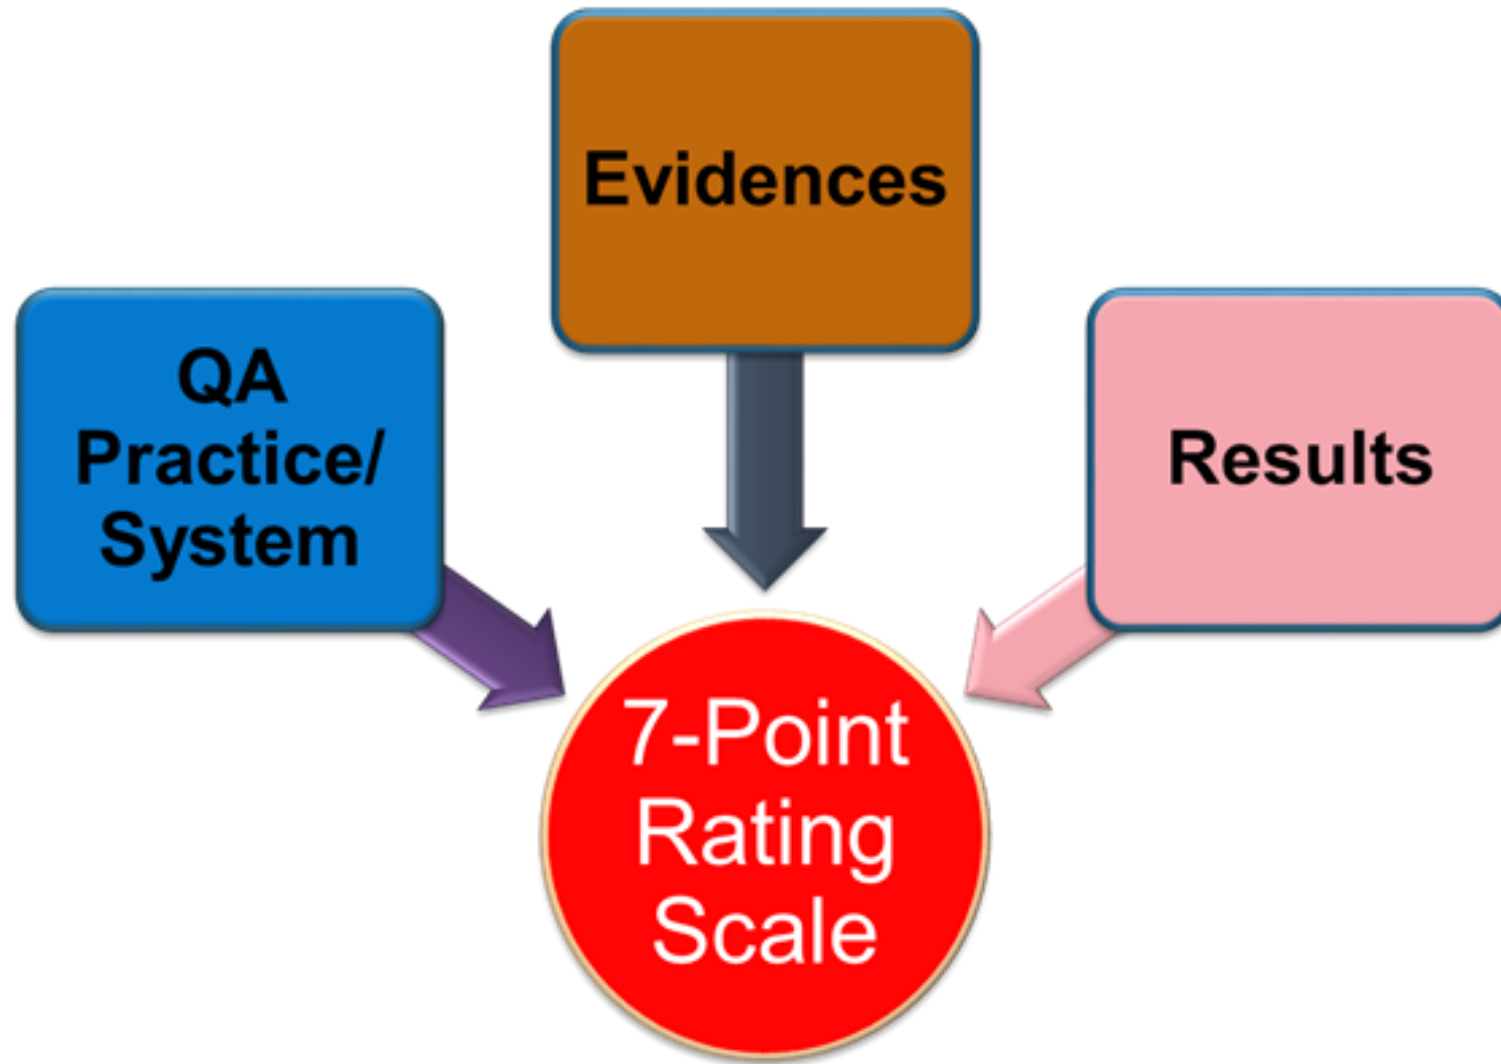 Evidences
QA
Practice/
System
Results
7-Point
Rating
Scale